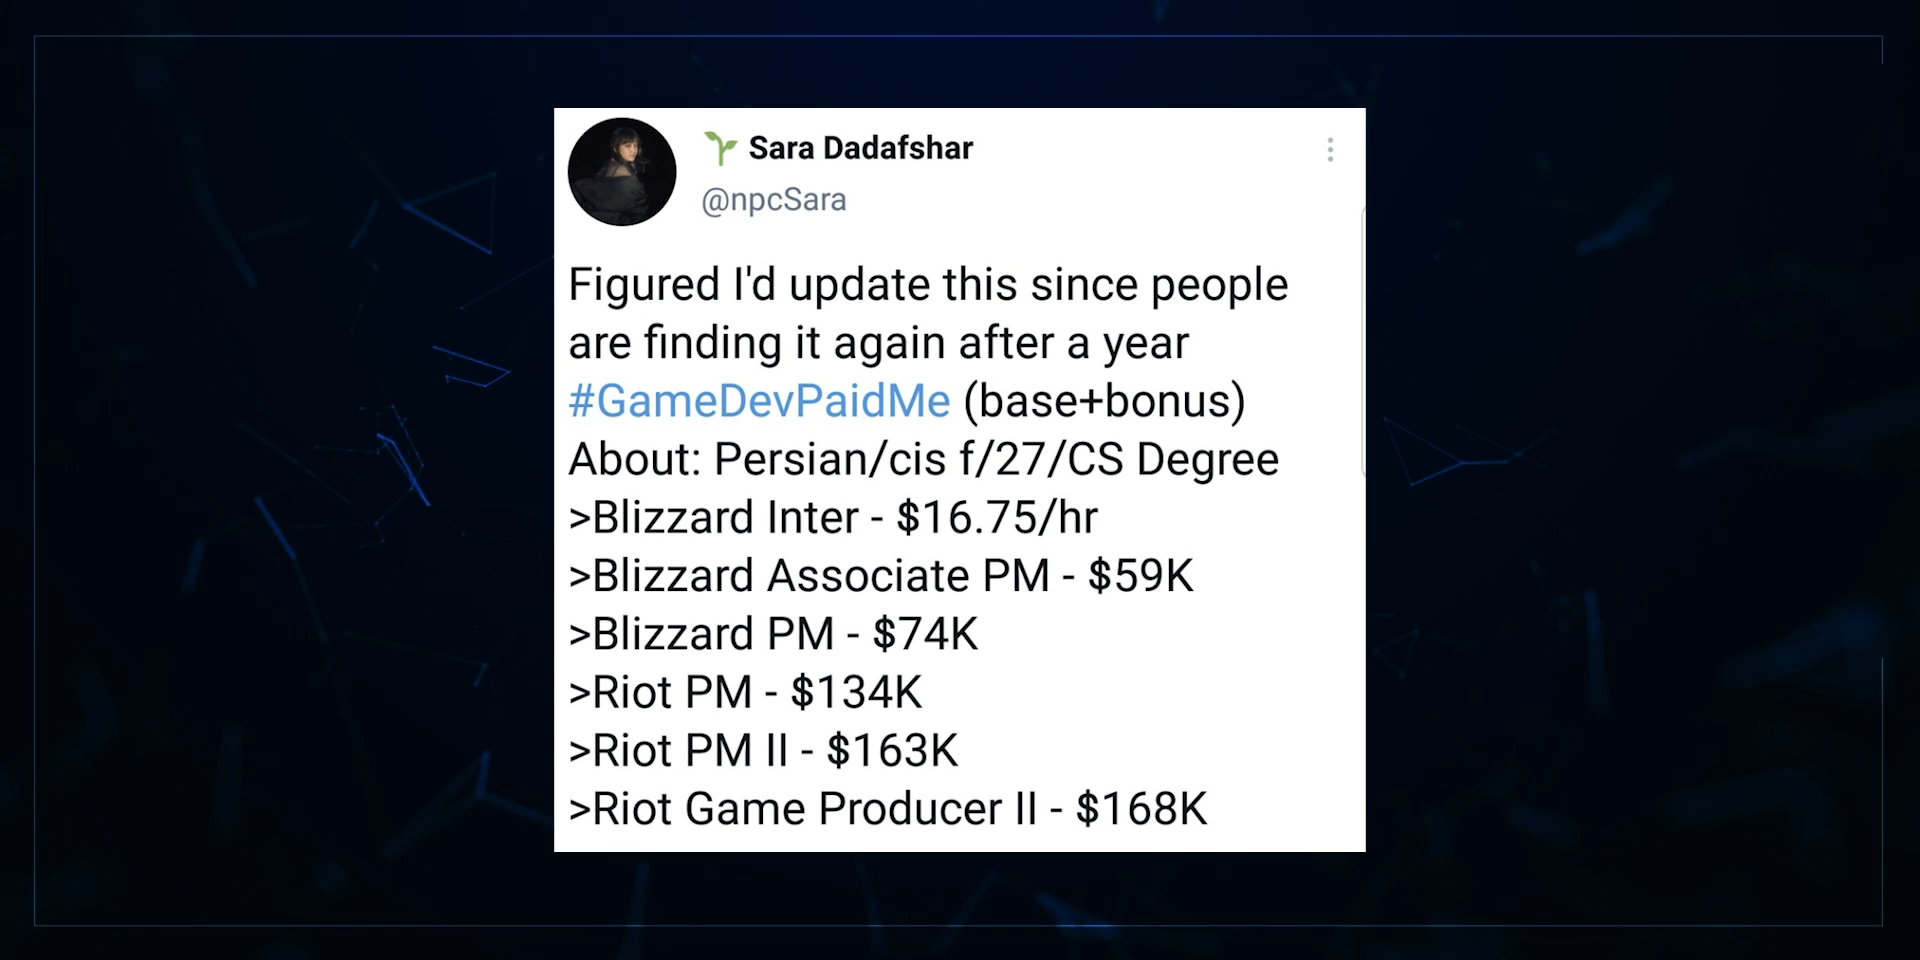 Sara Dadafshar
@npcSara
Figured I'd update this since people
are finding it again after a year
#GameDevPaidMe (base+bonus)
About: Persian/cis f/27/CS Degree
>Blizzard Inter - $16.75/hr
>Blizzard Associate PM - $59K
>Blizzard PM - $74K
>Riot PM - $134K
>Riot PM II - $163K
>Riot Game Producer II - $168K